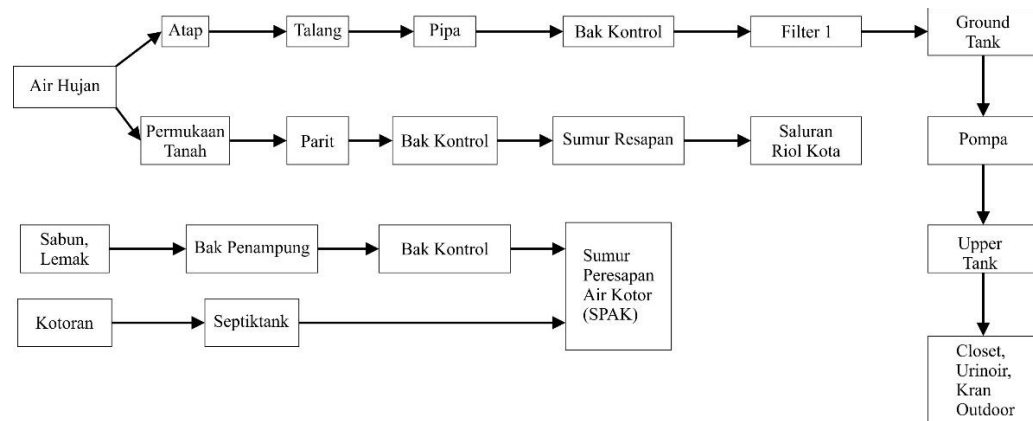 Air Hujan
Atap
Talang
Pipa
Bak Kontrol
Filter 1
Ground
Tank
Permukaan
Tanah
Parit
Bak Kontrol
Sumur Resapan
Saluran
Riol Kota
Pompa
Sabun,
Lemak
Bak Penampung
Bak Kontrol
Sumur
Peresapan
Air Kotor
(SPAK)
Upper
Tank
Kotoran
Septiktank
Closet,
Urinoir,
Kran
Outdoor